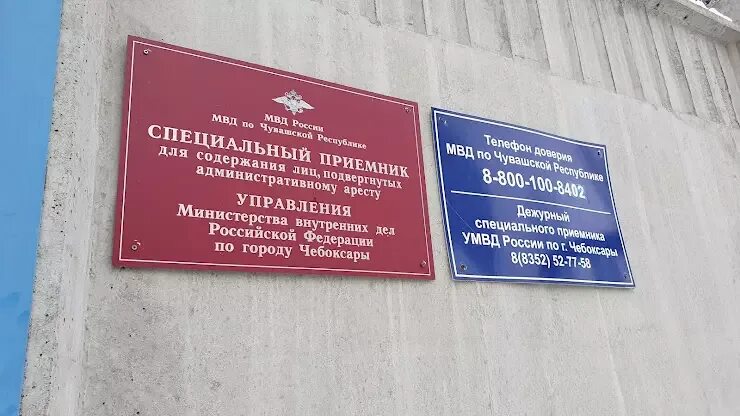 МВД России
МВД по Чувашской Республике
СПЕЦИАЛЬНЫЙ ПРИЕМНИК
для содержания лиц, подвергнутых
административному аресту
УПРАВЛЕНИЯ
Министерства внутренних дел
Российской Федерации
по городу Чебоксары
Телефон доверия
МВД по Чувашской Республике
8-800-100-8402
Дежурный
специального приемника
УМВД России по г. Чебоксары
8(8352) 52-77-58